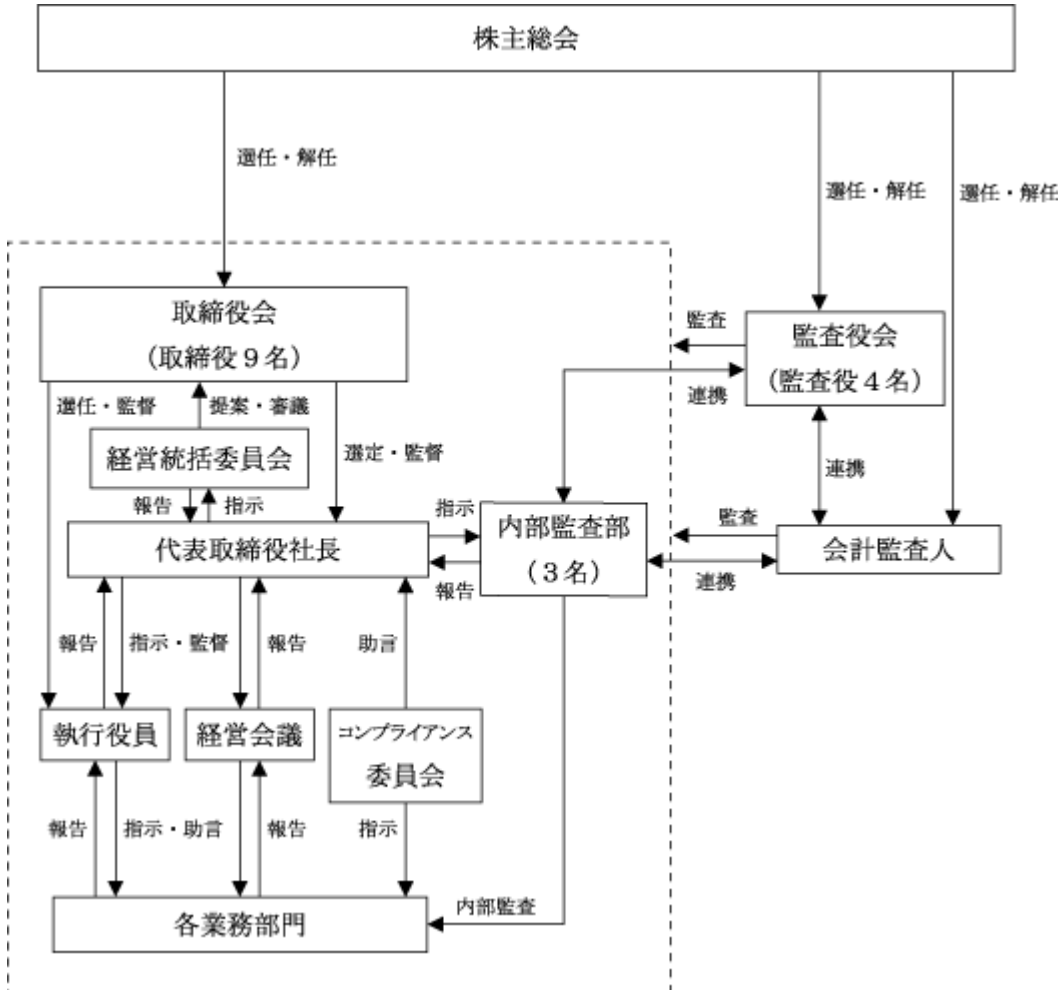 株主総会
選任・解任
選任・解任
選任・解任
取締役会
（取締役９名）
監査
監査役会
（監査役４名）
連携
選任・監督
提案・審議
経営統括委員会
選定・監督
連携
報告
指示
代表取締役社長
指示
報告
内部監査部
（３名）
監査
会計監査人
連携
報告
指示・監督
報告
助言
執行役員
経営会議
コンプライアンス
委員会
報告
指示・助言
報告
指示
各業務部門
内部監査